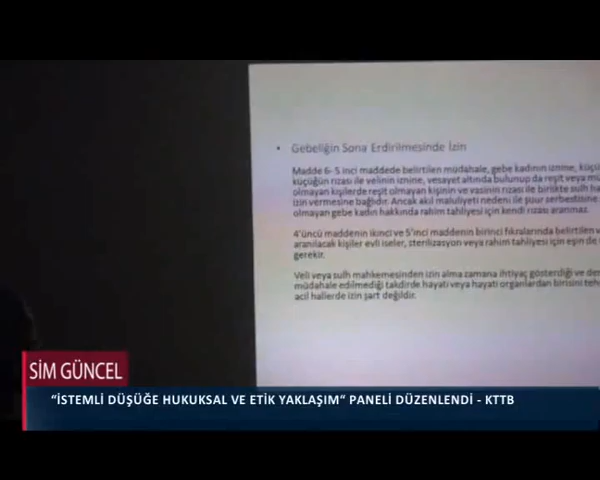 • Gebeliğin Sona Erdirilmesinde İzin
Madde 6- 5 inci maddede belirtilen müdahale, gebe kadının iznine, küçü
küçüğün rızası ile velinin iznine, vesayet altında bulunup da reşit veya mü
olmayan kişilerde reşit olmayan kişinin ve vasinin rızası ile birlikte sulh ha
izin vermesine bağlıdır. Ancak akıl maluliyeti nedeni ile şuur serbestisine
olmayan gebe kadın hakkında rahim tahliyesi için kendi rızası aranmaz.
4'üncü maddenin ikinci ve 5'inci maddenin birinci fıkralarında belirtilen v
aranılacak kişiler evli iseler, sterilizasyon veya rahim tahliyesi için eşin de
gerekir.
Veli veya sulh mahkemesinden izin alma zamana ihtiyaç gösterdiği ve der
müdahale edilmediği takdirde hayatı veya hayati organlardan birisini tehd
acil hallerde izin şart değildir.
SİM GÜNCEL
“İSTEMLİ DÜŞÜĞE HUKUKSAL VE ETİK YAKLAŞIM“ PANELİ DÜZENLENDİ - KTTB